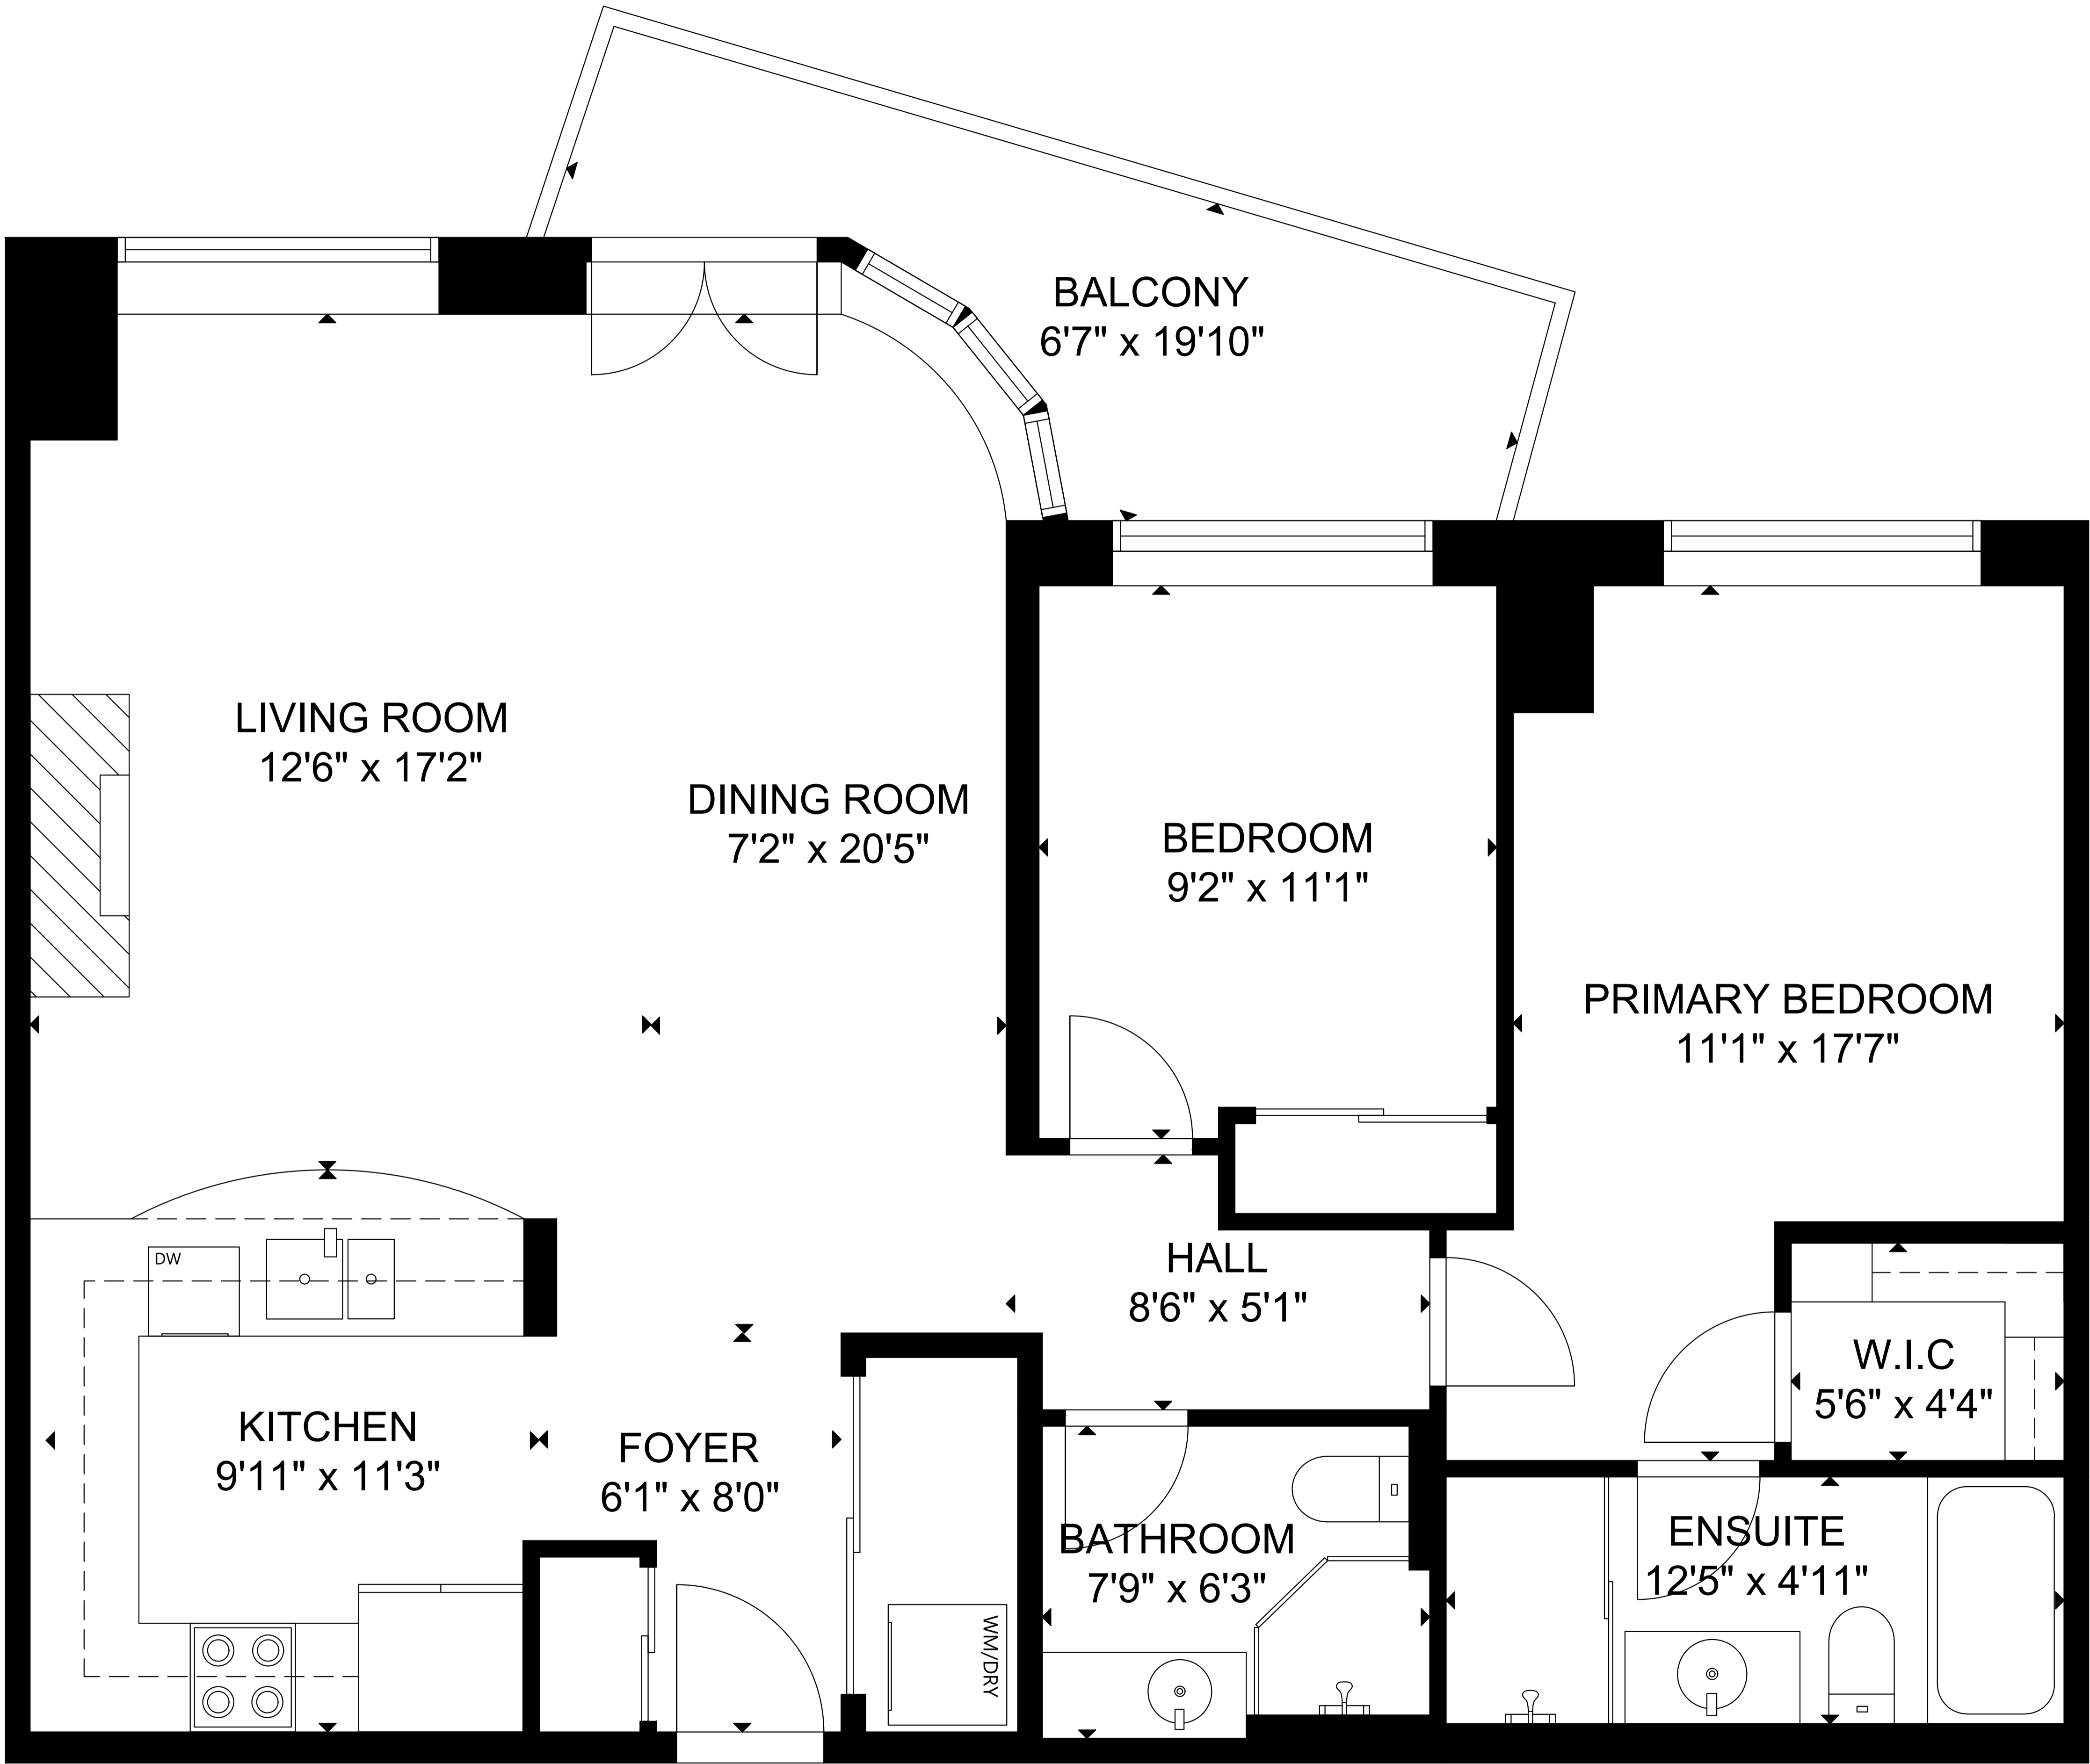 BALCONY
6'7" x 19'10"
LIVING ROOM
12'6" x 17'2"
DINING ROOM
7'2" x 20'5"
BEDROOM
9'2" x 11'1"
PRIMARY BEDROOM
11'1" x 17'7"
DW
HALL
8'6" x 5'1"
W.I.C
5'6" x 4'4"
KITCHEN
9'11" x 11'3"
FOYER
6'1" x 8'0"
BATHROOM
7'9" x 6'3"
ENSUITE
12'5" x 4'11"
WM/DRY